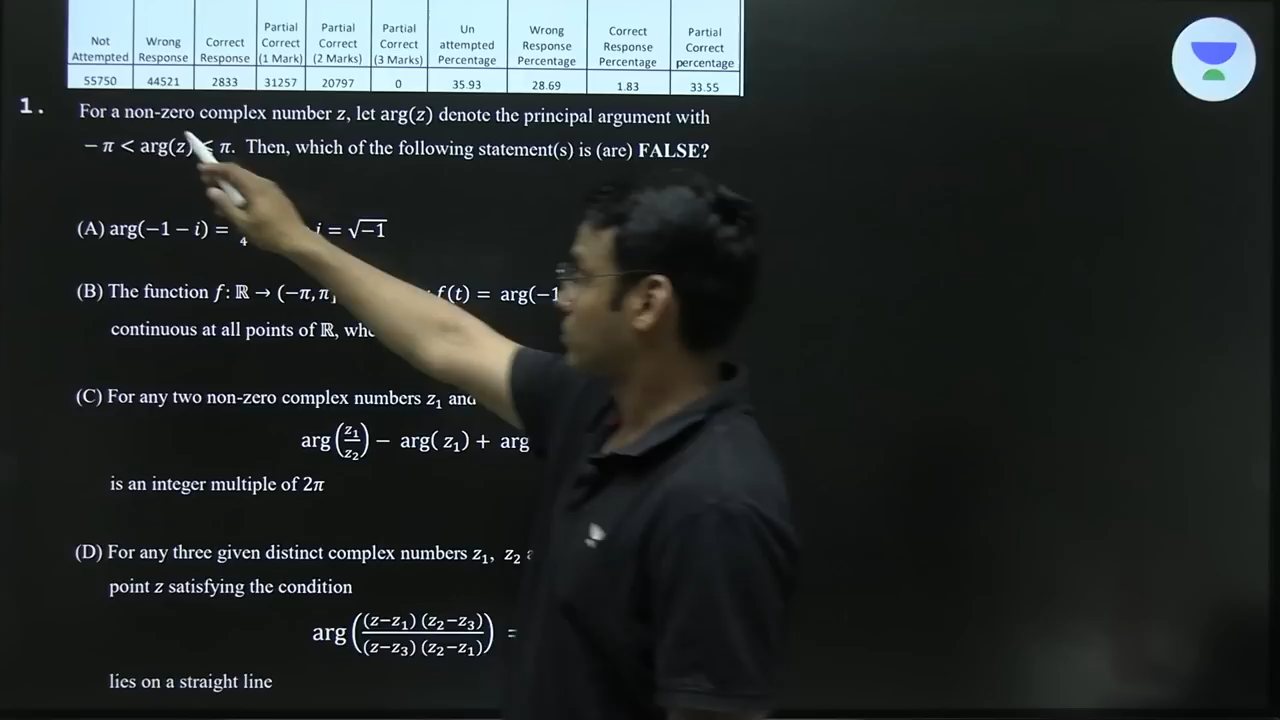 Not Attempted Wrong Response Correct Response Partial Correct (1 Mark) Partial Correct (2 Marks) Partial Correct (3 Marks) Un attempted Percentage Wrong Response Percentage Correct Response Percentage Partial Correct percentage
55750 44521 2833 31257 20797 0 35.93 28.69 1.83 33.55
1. For a non-zero complex number z, let arg(z) denote the principal argument with
− π < arg(z) ≤ π. Then, which of the following statement(s) is (are) FALSE?
(A) arg(−1 − i) = 4 i = √−1
(B) The function f: ℝ → (−π, π f(t) = arg(−1
continuous at all points of ℝ,
(C) For any two non-zero complex numbers z₁ and
arg(z₁/z₂) − arg( z₁) + arg
is an integer multiple of 2π
(D) For any three given distinct complex numbers z₁, z₂
point z satisfying the condition
arg((z−z₁) (z₂−z₃)/(z−z₃) (z₂−z₁)) =
lies on a straight line